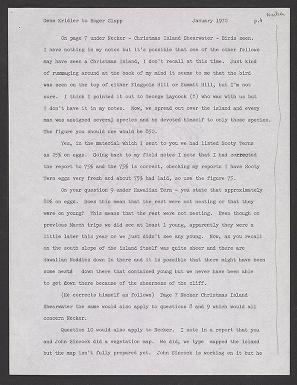 Necker
Gene Kridler to Roger Clapp January 1970 p.4
On page 7 under Necker - Christmas Island Shearwater - Birds seen,
I have nothing in my notes but it's possible that one of the other fellows
may have seen a Christmas Island, I don't recall at this time. Just kind
of rummaging around at the back of my mind it seems to me that the bird
was seen on the top of either Flagpole Hill or Summit Hill, but I'm not
sure. I think I pointed it out to George Laycock (?) who was with us but
I don't have it in my notes. Now, we spread out over the island and every
man was assigned several species and he devoted himself to only those species.
The figure you should use would be 250.
Yes, in the material which I sent to you we had listed Sooty Terns
as 25% on eggs. Going back to my field notes I note that I had corrected
the report to 75% and the 75% is correct, checking my reports I have Sooty
Tern eggs very fresh and about 75% laid, so use the figure 75.
On your question 9 under Hawaiian Tern - you state that approximately
80% on eggs. Does this mean that the rest were not nesting or that they
were on young? This means that the rest were not nesting. Even though on
previous March trips we did see at least 1 young, apparently they were a
little later this year or we just didn't see any young. Now, as you recall
on the south slope of the island itself was quite sheer and there are
Hawaiian Noddies down in there and it is possible that there might have been
some nests down there that contained young but we never have been able
to get down there because of the sheerness of the cliff.
(He corrects himself as follows) Page 7 Necker Christmas Island
Shearwater the same would also apply to questions 8 and 9 which would all
concern Necker.
Question 10 would also apply to Necker. I note in a report that you
and John Sincock did a vegetation map. We did, we type mapped the island
but the map isn't fully prepared yet. John Sincock is working on it but he